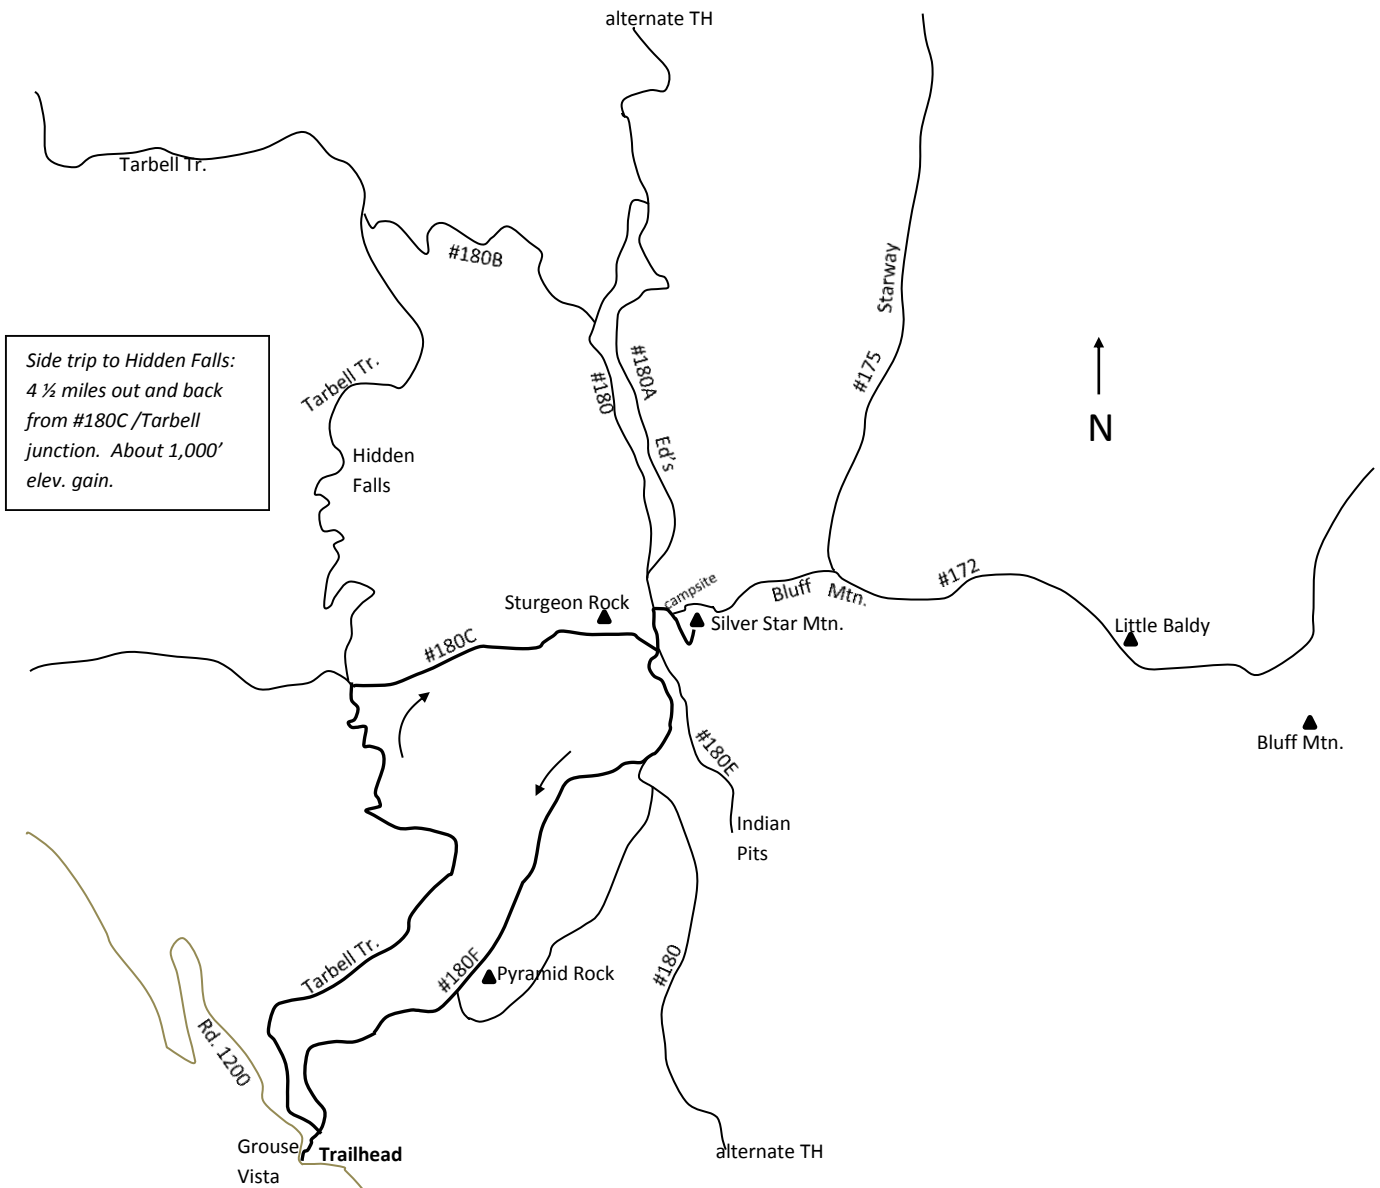 alternate TH
Tarbell Tr.
#180B
Starway
Side trip to Hidden Falls:
4 ½ miles out and back
from #180C /Tarbell
junction.  About 1,000’
elev. gain.
Tarbell Tr.
#180
#180A
#175
N
Ed's
Hidden
Falls
campsite
Bluff Mtn.
#172
Sturgeon Rock
Silver Star Mtn.
Little Baldy
#180C
#180E
Bluff Mtn.
Indian
Pits
Tarbell Tr.
#180F
Pyramid Rock
#180
Rd. 1200
Grouse
Vista
Trailhead
alternate TH